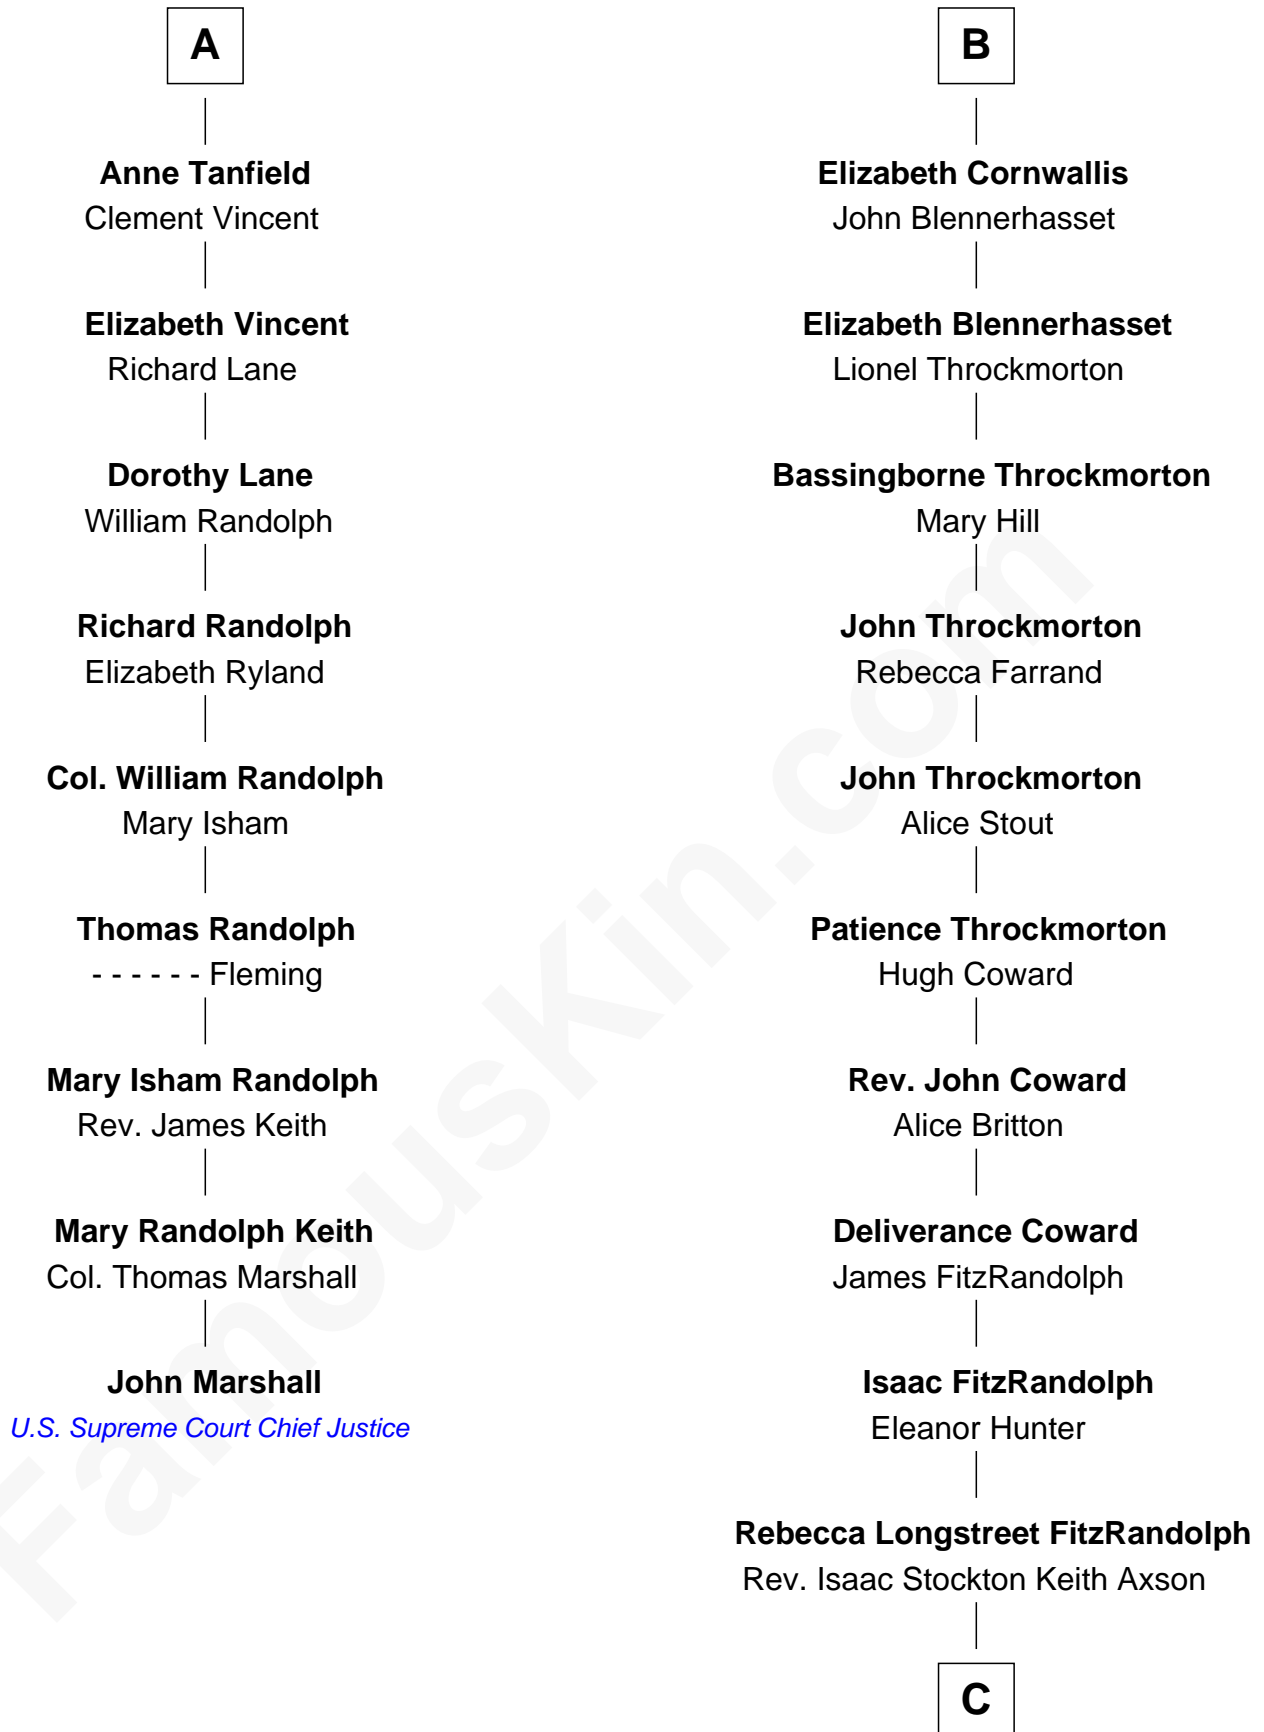 A
Anne Tanfield
Clement Vincent
Elizabeth Vincent
Richard Lane
Dorothy Lane
William Randolph
Richard Randolph
Elizabeth Ryland
Col. William Randolph
Mary Isham
Thomas Randolph
- - - - - - Fleming
Mary Isham Randolph
Rev. James Keith
Mary Randolph Keith
Col. Thomas Marshall
John Marshall
U.S. Supreme Court Chief Justice
B
Elizabeth Cornwallis
John Blennerhasset
Elizabeth Blennerhasset
Lionel Throckmorton
Bassingborne Throckmorton
Mary Hill
John Throckmorton
Rebecca Farrand
John Throckmorton
Alice Stout
Patience Throckmorton
Hugh Coward
Rev. John Coward
Alice Britton
Deliverance Coward
James FitzRandolph
Isaac FitzRandolph
Eleanor Hunter
Rebecca Longstreet FitzRandolph
Rev. Isaac Stockton Keith Axson
C
FamousKin.com